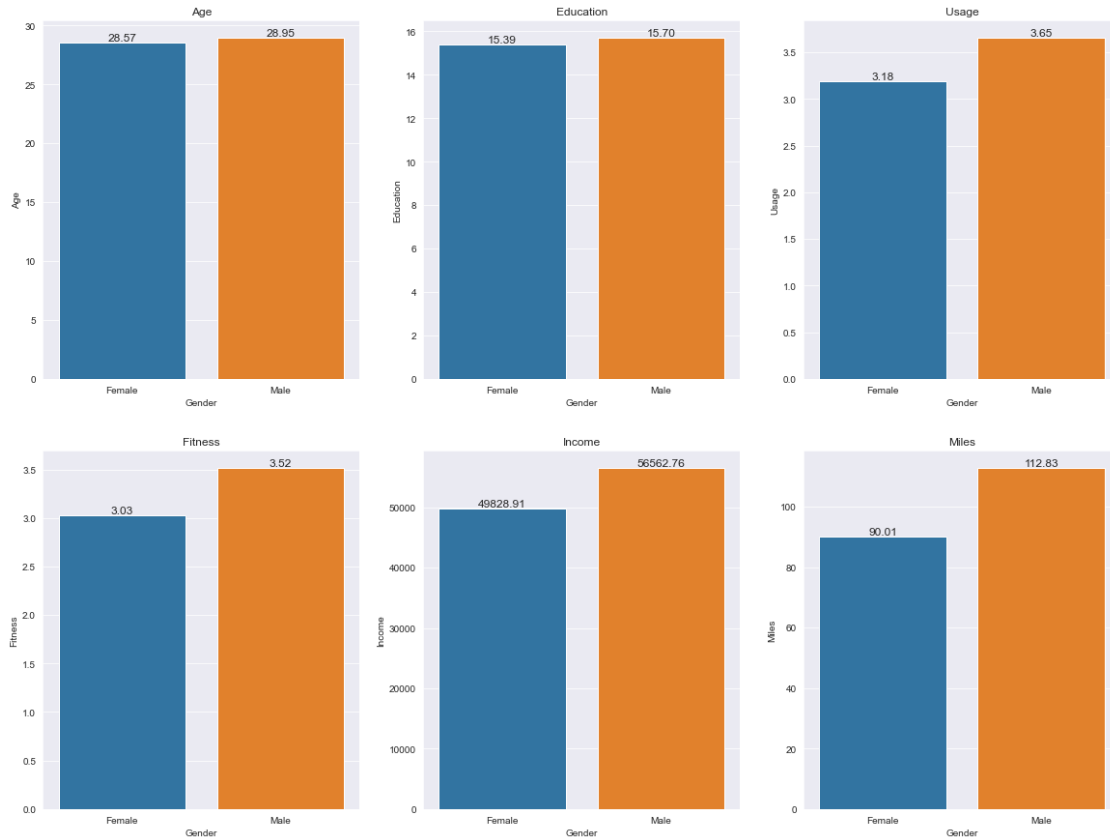 Age
30
25
20
15
10
5
0
Age
28.57
28.95
Female
Male
Gender
Education
16
14
12
10
8
6
4
2
0
Education
15.39
15.70
Female
Male
Gender
Usage
3.5
3.0
2.5
2.0
1.5
1.0
0.5
0.0
Usage
3.18
3.65
Female
Male
Gender
Fitness
3.5
3.0
2.5
2.0
1.5
1.0
0.5
0.0
Fitness
3.03
3.52
Female
Male
Gender
Income
50000
40000
30000
20000
10000
0
Income
49828.91
56562.76
Female
Male
Gender
Miles
100
80
60
40
20
0
Miles
90.01
112.83
Female
Male
Gender